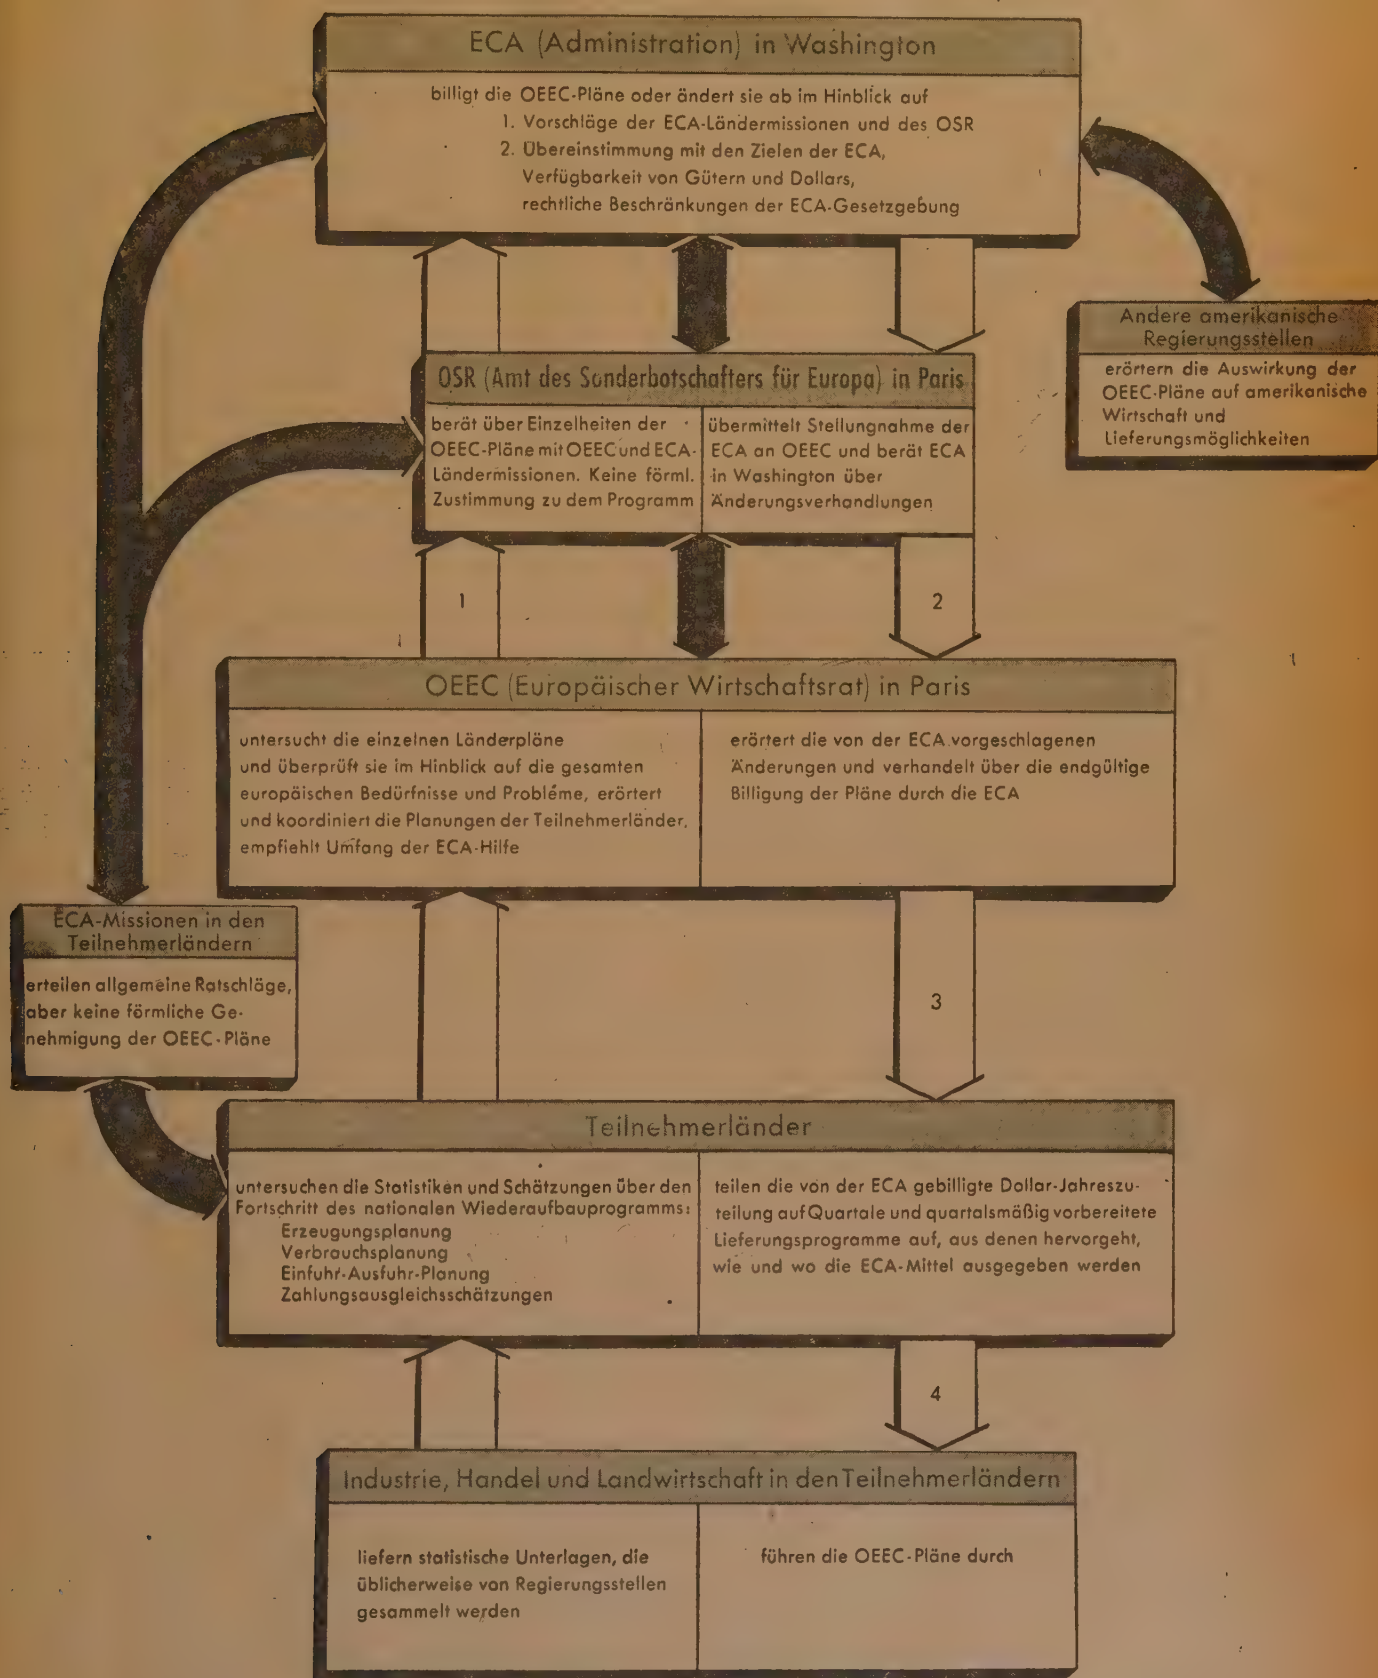 ECA (Administration) in Washington
billigt die OEEC-Pläne oder ändert sie ab im Hinblick auf
1. Vorschläge der ECA-Ländermissionen und des OSR
2. Übereinstimmung mit den Zielen der ECA,
Verfügbarkeit von Gütern und Dollars,
rechtliche Beschränkungen der ECA-Gesetzgebung
Andere amerikanische
Regierungsstellen
erörtern die Auswirkung der
OEEC-Pläne auf amerikanische
Wirtschaft und
Lieferungsmöglichkeiten
OSR (Amt des Sonderbotschafters für Europa) in Paris
berät über Einzelheiten der
OEEC-Pläne mit OEEC und ECA-
Ländermissionen. Keine förml.
Zustimmung zu dem Programm
übermittelt Stellungnahme der
ECA an OEEC und berät ECA
in Washington über
Änderungsverhandlungen
1
2
OEEC (Europäischer Wirtschaftsrat) in Paris
untersucht die einzelnen Länderpläne
und überprüft sie im Hinblick auf die gesamten
europäischen Bedürfnisse und Probleme, erörtert
und koordiniert die Planungen der Teilnehmerländer,
empfiehlt Umfang der ECA-Hilfe
erörtert die von der ECA vorgeschlagenen
Änderungen und verhandelt über die endgültige
Billigung der Pläne durch die ECA
ECA-Missionen in den
Teilnehmerländern
erteilen allgemeine Ratschläge,
aber keine förmliche Ge-
nehmigung der OEEC-Pläne
3
Teilnehmerländer
untersuchen die Statistiken und Schätzungen über den
Fortschritt des nationalen Wiederaufbauprogramms:
Erzeugungsplanung
Verbrauchsplanung
Einfuhr-Ausfuhr-Planung
Zahlungsausgleichsschätzungen
teilen die von der ECA gebilligte Dollar-Jahreszu-
teilung auf Quartale und quartalsmäßig vorbereitete
Lieferungsprogramme auf, aus denen hervorgeht,
wie und wo die ECA-Mittel ausgegeben werden
4
Industrie, Handel und Landwirtschaft in den Teilnehmerländern
liefern statistische Unterlagen, die
üblicherweise von Regierungsstellen
gesammelt werden
führen die OEEC-Pläne durch